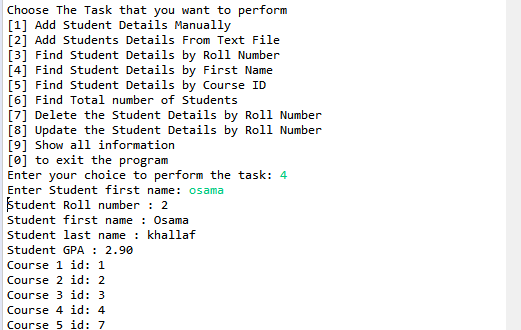 Choose The Task that you want to perform
[1] Add Student Details Manually
[2] Add Students Details From Text File
[3] Find Student Details by Roll Number
[4] Find Student Details by First Name
[5] Find Student Details by Course ID
[6] Find Total number of Students
[7] Delete the Student Details by Roll Number
[8] Update the Student Details by Roll Number
[9] Show all information
[0] to exit the program
Enter your choice to perform the task: 4
Enter Student first name: osama
Student Roll number : 2
Student first name : Osama
Student last name : khallaf
Student GPA : 2.90
Course 1 id: 1
Course 2 id: 2
Course 3 id: 3
Course 4 id: 4
Course 5 id: 7